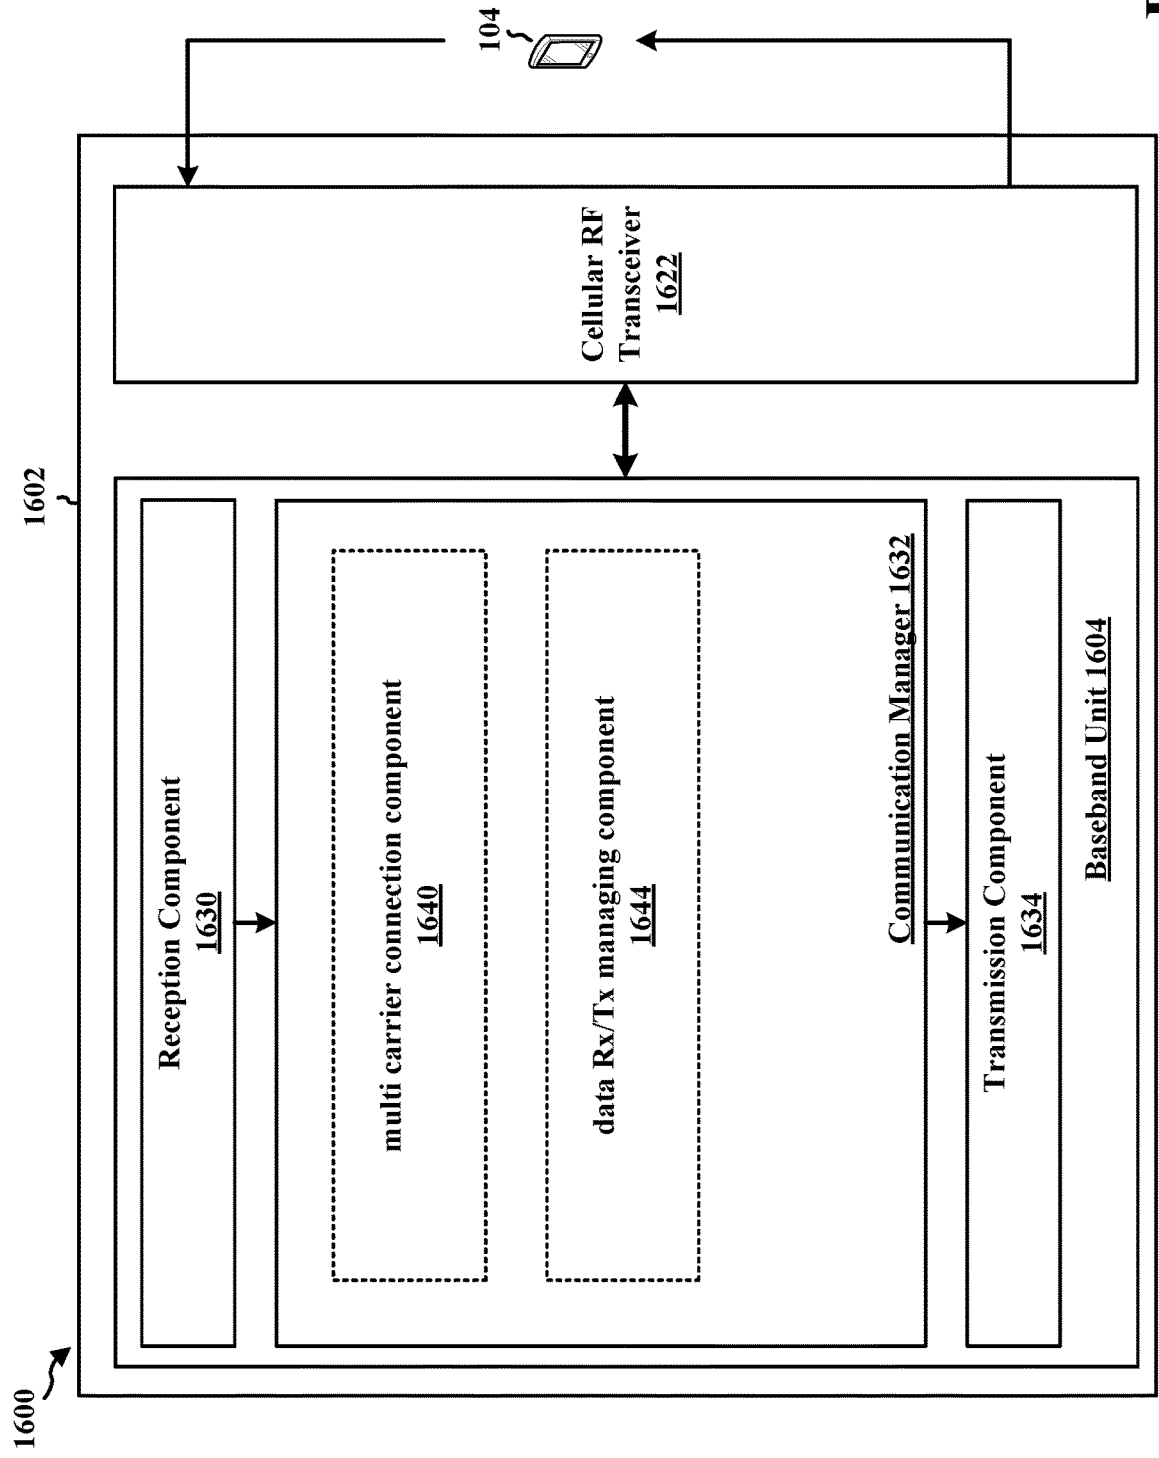 1600
1602
104
Reception Component
1630
multi carrier connection component
1640
data Rx/Tx managing component
1644
Communication Manager 1632
Transmission Component
1634
Baseband Unit 1604
Cellular RF
Transceiver
1622